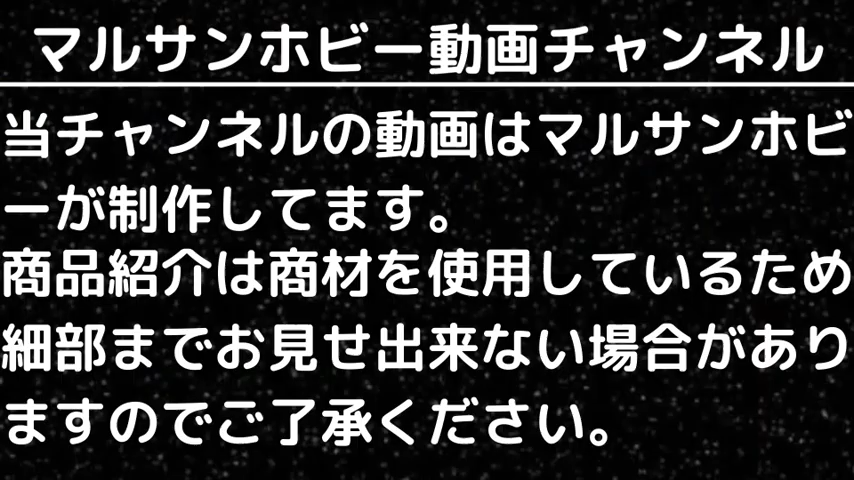 マルサンホビー動画チャンネル
当チャンネルの動画はマルサンホビ
ーが制作してます。
商品紹介は商材を使用しているため
細部までお見せ出来ない場合があり
ますのでご了承ください。